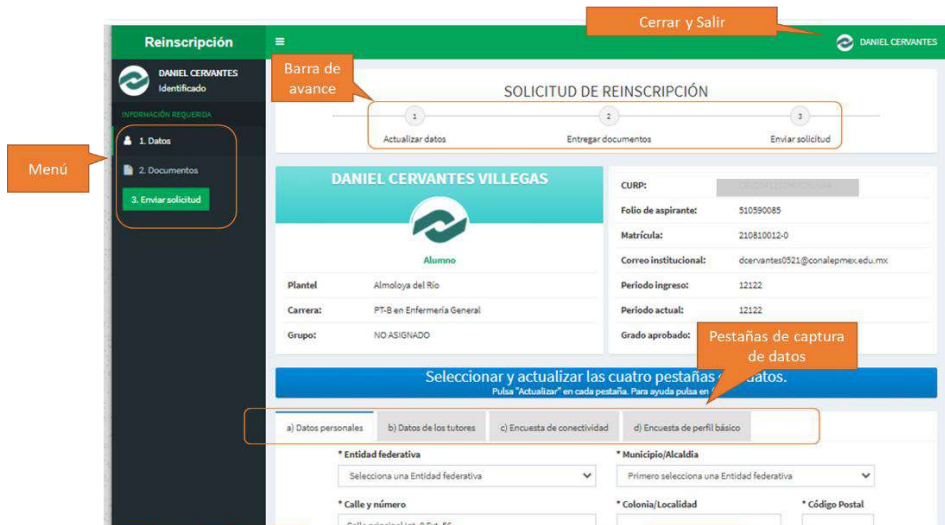 Cerrar y Salir
Reinscripción
DANIEL CERVANTES
DANIEL CERVANTES
Identificado
Barra de
avance
SOLICITUD DE REINSCRIPCIÓN
INFORMACIÓN REQUERIDA
1
2
3
Actualizar datos
Entregar documentos
Enviar solicitud
Menú
1. Datos
2. Documentos
3. Enviar solicitud
DANIEL CERVANTES VILLEGAS
Alumno
Plantel Almoloya del Río
Carrera: PT-B en Enfermería General
Grupo: NO ASIGNADO
CURP:
Folio de aspirante: 510590085
Matrícula: 210810012-0
Correo institucional: dcervantes0521@conalepmex.edu.mx
Periodo ingreso: 12122
Periodo actual: 12122
Grado aprobado:
Pestañas de captura
de datos
Seleccionar y actualizar las cuatro pestañas datos.
Pulsa "Actualizar" en cada pestaña. Para ayuda pulsa en
a) Datos personales
b) Datos de los tutores
c) Encuesta de conectividad
d) Encuesta de perfil básico
* Entidad federativa
* Municipio/Alcaldía
Selecciona una Entidad federativa
Primero selecciona una Entidad federativa
* Calle y número
* Colonia/Localidad
* Código Postal